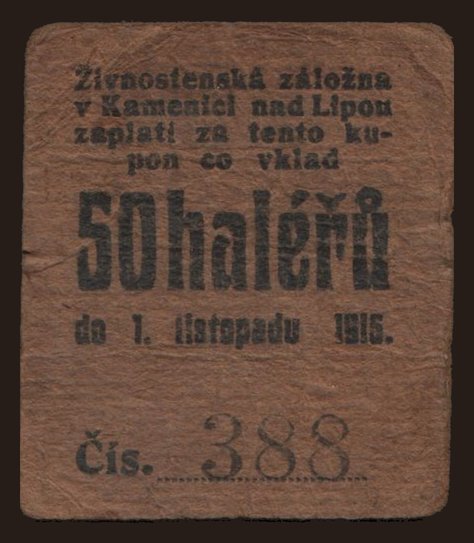 Živnostenská záložna
v Kamenici nad Lipou
zaplatí za tento ku-
pon co vklad
50 haléřů
do 1. listopadu 1915.
Čís. 388